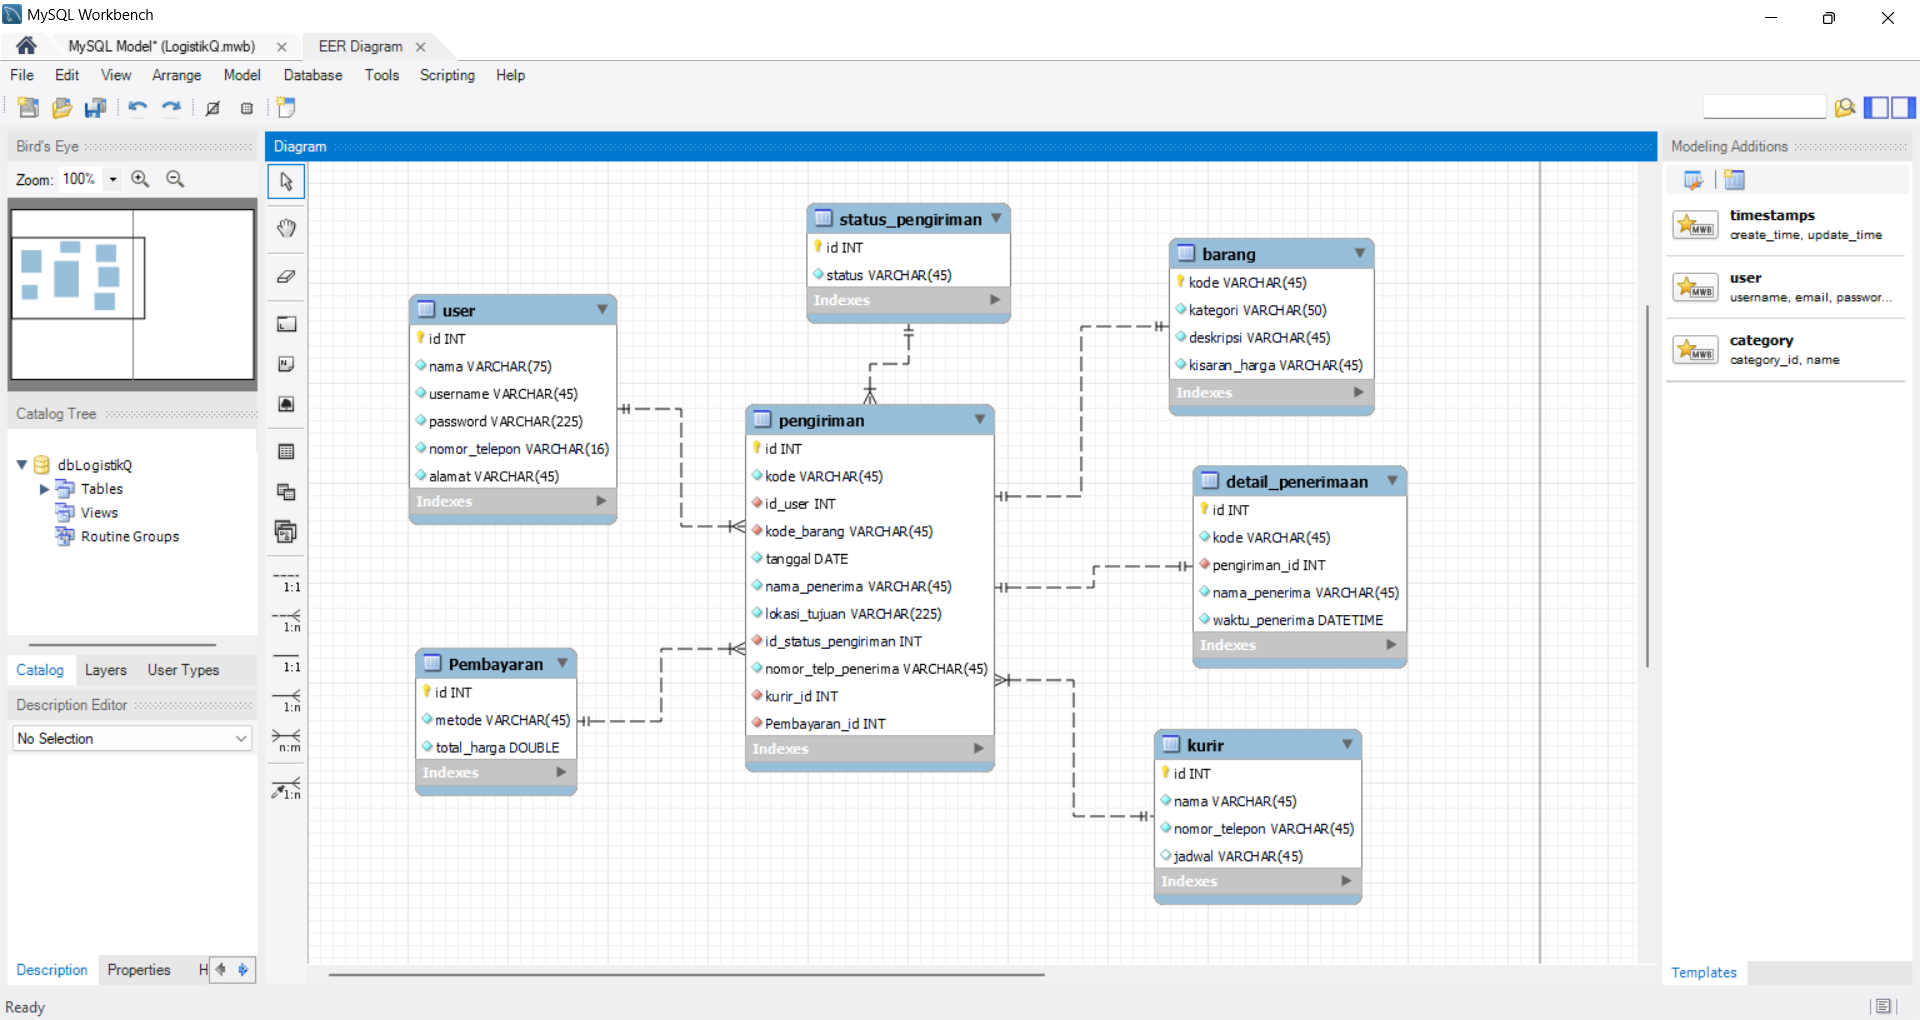 MySQL Workbench
MySQL Model* (LogistikQ.mwb)
EER Diagram
File Edit View Arrange Model Database Tools Scripting Help
Bird's Eye
Zoom: 100%
Catalog Tree
dbLogistikQ
Tables
Views
Routine Groups
Catalog Layers User Types
Description Editor
No Selection
Description Properties H
Ready
Diagram
1:1
1:n
1:1
1:n
n:m
1:n
user
id INT
nama VARCHAR(75)
username VARCHAR(45)
password VARCHAR(225)
nomor_telepon VARCHAR(16)
alamat VARCHAR(45)
Indexes
Pembayaran
id INT
metode VARCHAR(45)
total_harga DOUBLE
Indexes
status_pengiriman
id INT
status VARCHAR(45)
Indexes
pengiriman
id INT
kode VARCHAR(45)
id_user INT
kode_barang VARCHAR(45)
tanggal DATE
nama_penerima VARCHAR(45)
lokasi_tujuan VARCHAR(225)
id_status_pengiriman INT
nomor_telp_penerima VARCHAR(45)
kurir_id INT
Pembayaran_id INT
Indexes
barang
kode VARCHAR(45)
kategori VARCHAR(50)
deskripsi VARCHAR(45)
kisaran_harga VARCHAR(45)
Indexes
detail_penerimaan
id INT
kode VARCHAR(45)
pengiriman_id INT
nama_penerima VARCHAR(45)
waktu_penerima DATETIME
Indexes
kurir
id INT
nama VARCHAR(45)
nomor_telepon VARCHAR(45)
jadwal VARCHAR(45)
Indexes
Modeling Additions
timestamps
create_time, update_time
user
username, email, passwor...
category
category_id, name
Templates